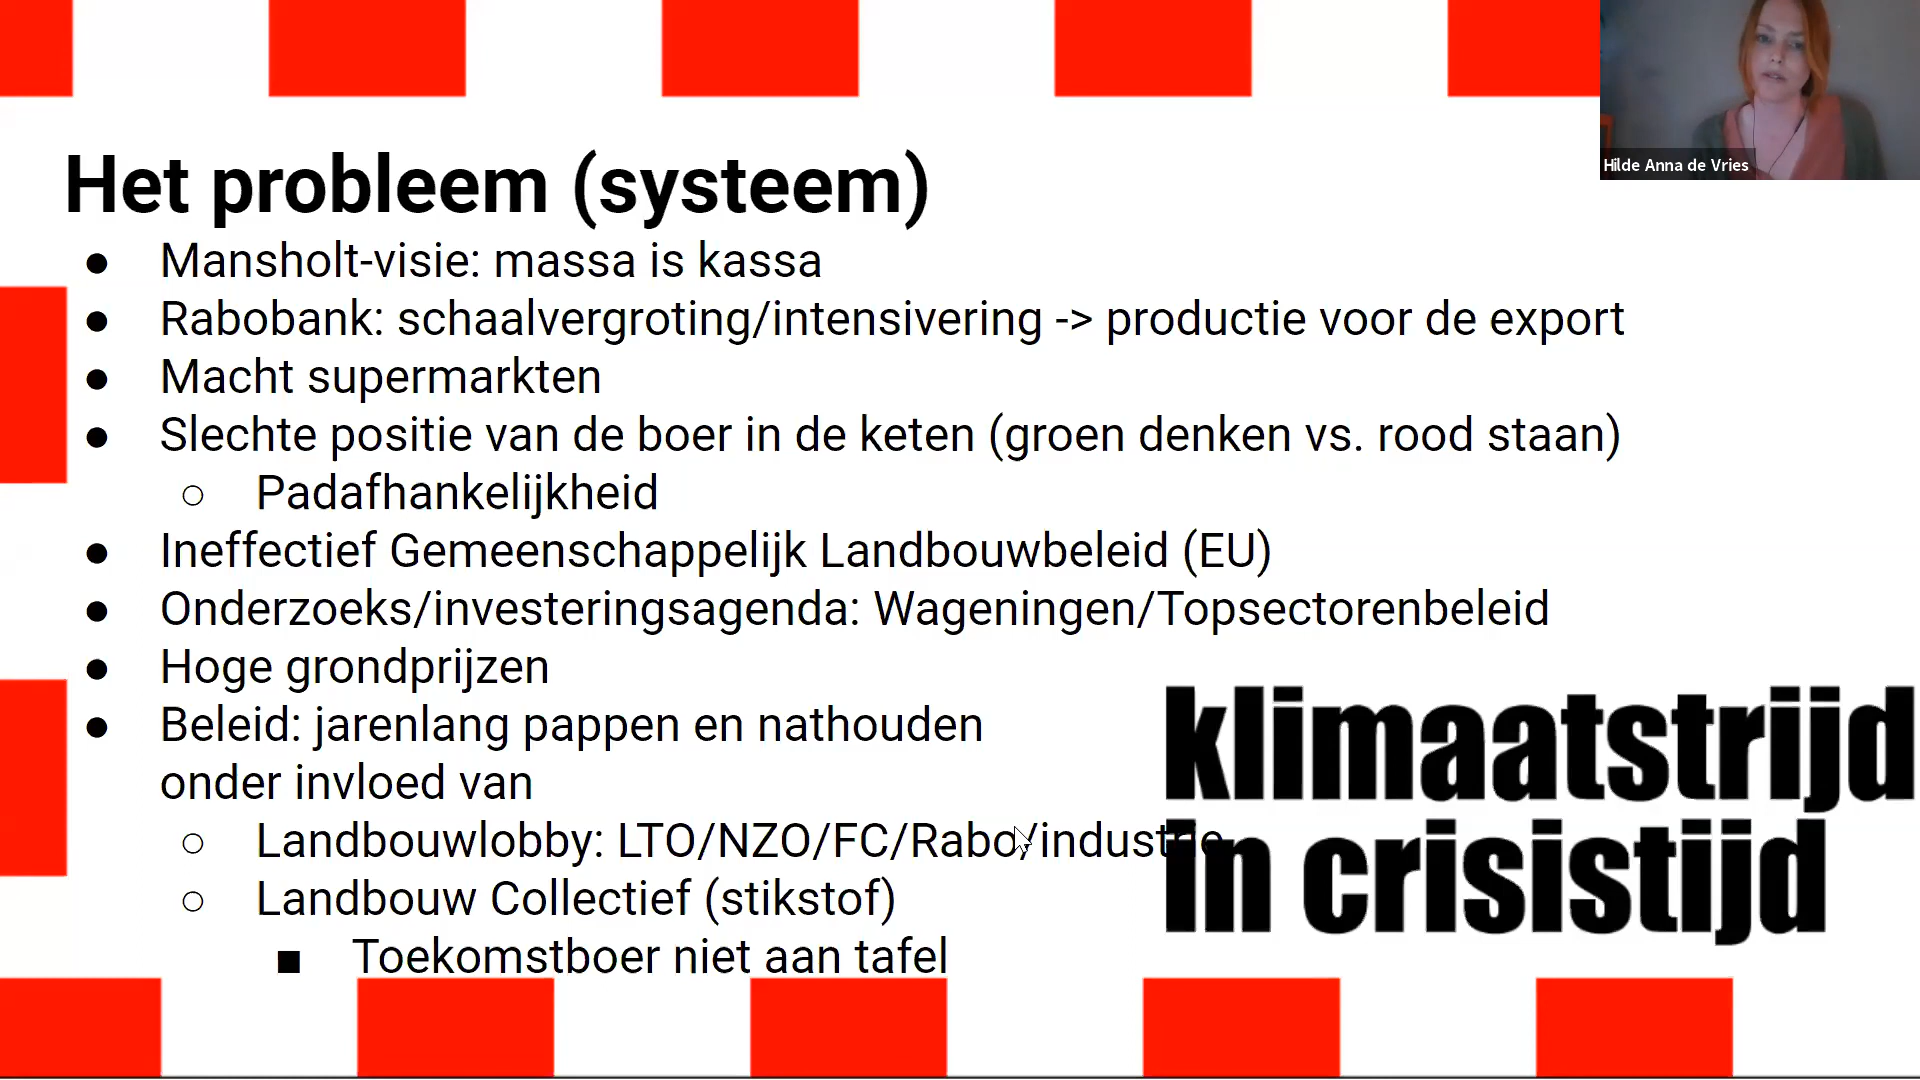 Hilde Anna de Vries
Het probleem (systeem)
● Mansholt-visie: massa is kassa
● Rabobank: schaalvergroting/intensivering -> productie voor de export
● Macht supermarkten
● Slechte positie van de boer in de keten (groen denken vs. rood staan)
○ Padafhankelijkheid
● Ineffectief Gemeenschappelijk Landbouwbeleid (EU)
● Onderzoeks/investeringsagenda: Wageningen/Topsectorenbeleid
● Hoge grondprijzen
● Beleid: jarenlang pappen en nathouden
onder invloed van
○ Landbouwlobby: LTO/NZO/FC/Rabo/industrie
○ Landbouw Collectief (stikstof)
■ Toekomstboer niet aan tafel
klimaatstrijd
in crisistijd